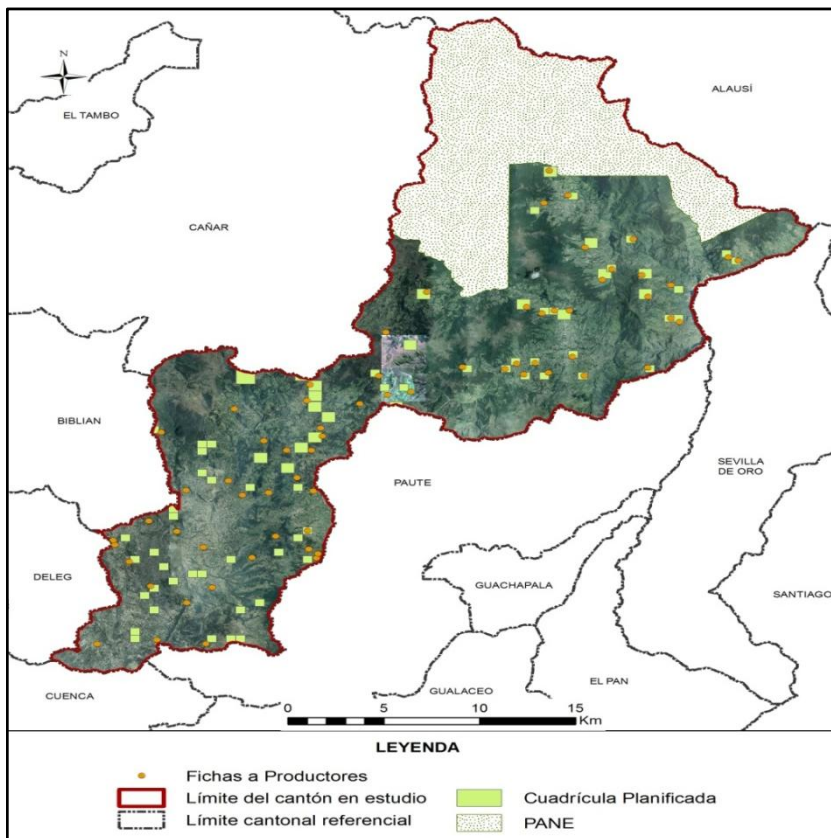 N
EL TAMBO
ALAUSÍ
CAÑAR
BIBLIAN
PAUTE
SEVILLA
DE ORO
DELEG
GUACHAPALA
SANTIAGO
CUENCA
GUALACEO
EL PAN
0 5 10 15
Km
LEYENDA
Fichas a Productores
Límite del cantón en estudio
Cuadrícula Planificada
Límite cantonal referencial
PANE